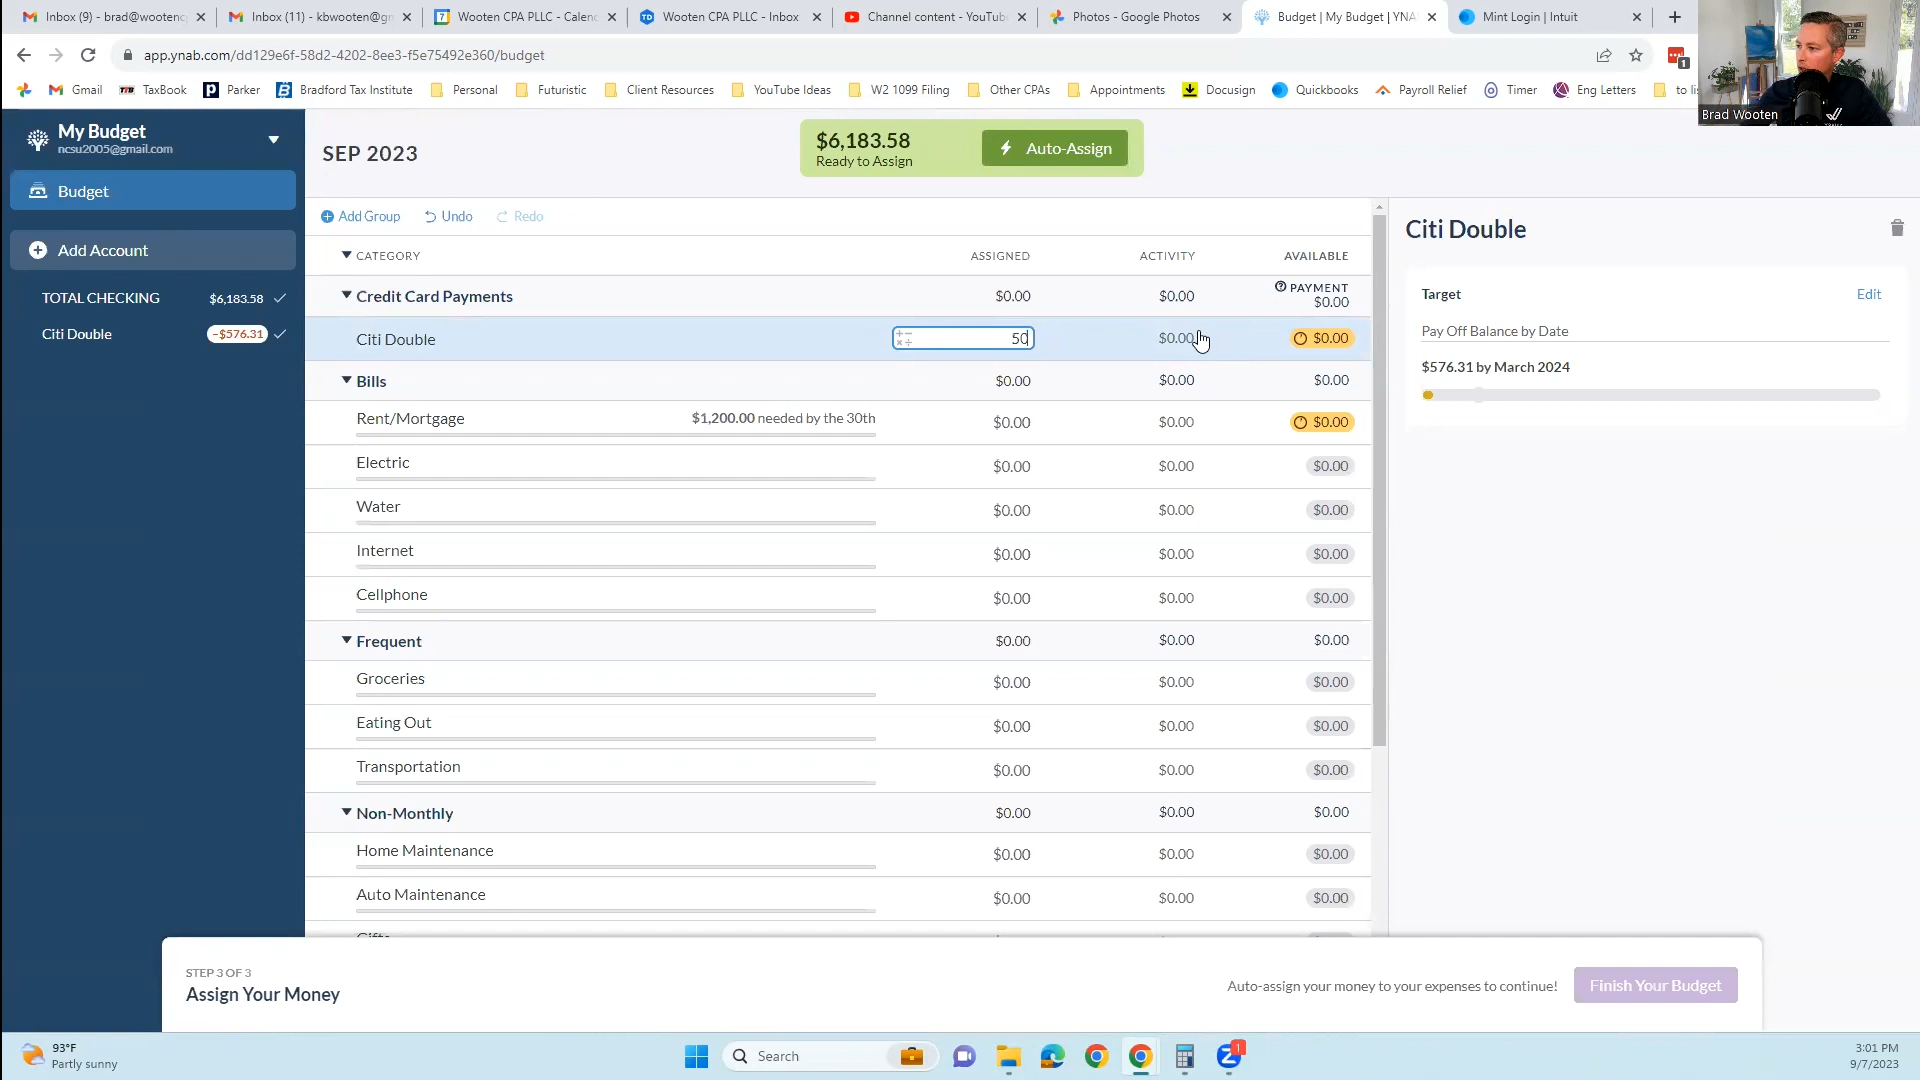 Inbox (9) - brad@wootenc
Inbox (11) - kbwooten@gm
Wooten CPA PLLC - Calend
Wooten CPA PLLC - Inbox
Channel content - YouTube
Photos - Google Photos
Budget | My Budget | YNA
Mint Login | Intuit
app.ynab.com/dd129e6f-58d2-4202-8ee3-f5e75492e360/budget
1
Gmail
TaxBook
Parker
Bradford Tax Institute
Personal
Futuristic
Client Resources
YouTube Ideas
W2 1099 Filing
Other CPAs
Appointments
Docusign
Quickbooks
Payroll Relief
Timer
Eng Letters
to li
Brad Wooten
My Budget
ncsu2005@gmail.com
Budget
Add Account
TOTAL CHECKING $6,183.58
Citi Double -$576.31
SEP 2023
$6,183.58
Ready to Assign
Auto-Assign
Add Group Undo Redo
CATEGORY ASSIGNED ACTIVITY AVAILABLE
Credit Card Payments $0.00 $0.00 PAYMENT
$0.00
Citi Double 50 $0.00 $0.00
Bills $0.00 $0.00 $0.00
Rent/Mortgage $1,200.00 needed by the 30th $0.00 $0.00 $0.00
Electric $0.00 $0.00 $0.00
Water $0.00 $0.00 $0.00
Internet $0.00 $0.00 $0.00
Cellphone $0.00 $0.00 $0.00
Frequent $0.00 $0.00 $0.00
Groceries $0.00 $0.00 $0.00
Eating Out $0.00 $0.00 $0.00
Transportation $0.00 $0.00 $0.00
Non-Monthly $0.00 $0.00 $0.00
Home Maintenance $0.00 $0.00 $0.00
Auto Maintenance $0.00 $0.00 $0.00
Citi Double
Target Edit
Pay Off Balance by Date
$576.31 by March 2024
STEP 3 OF 3
Assign Your Money
Auto-assign your money to your expenses to continue!
Finish Your Budget
93°F
Partly sunny
Search
1
3:01 PM
9/7/2023